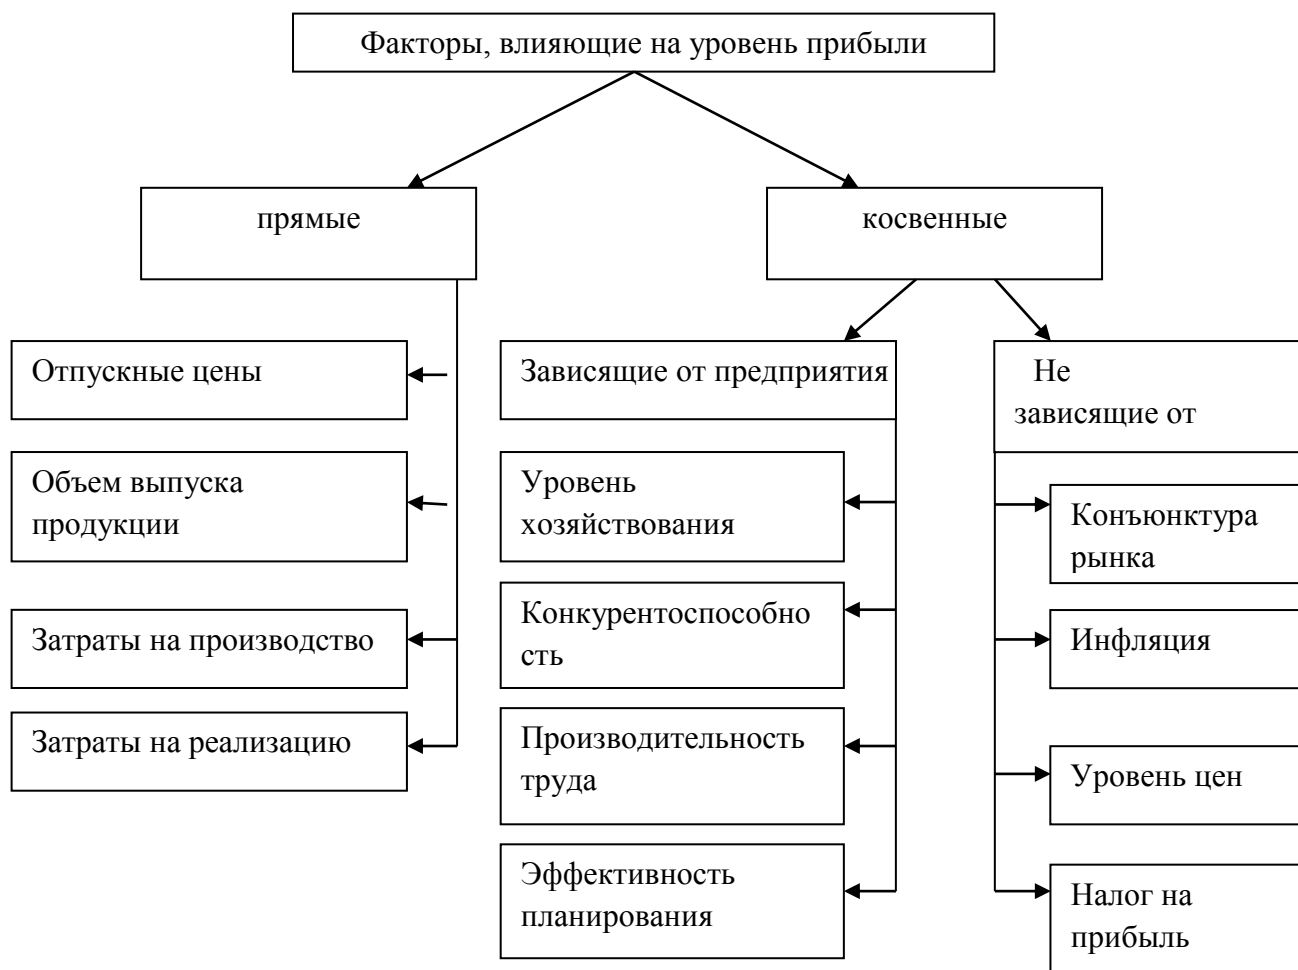 Факторы, влияющие на уровень прибыли
прямые
косвенные
Отпускные цены
Объем выпуска
продукции
Затраты на производство
Затраты на реализацию
Зависящие от предприятия
Уровень
хозяйствования
Конкурентоспособно
сть
Производительность
труда
Эффективность
планирования
Не
зависящие от
Конъюнктура
рынка
Инфляция
Уровень цен
Налог на
прибыль